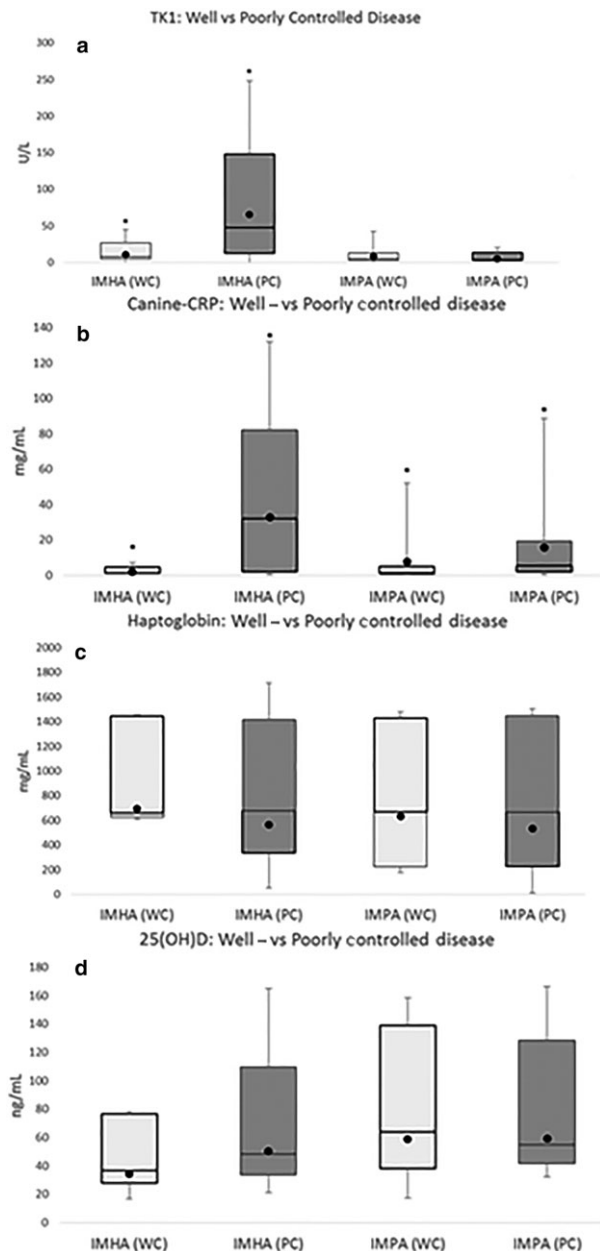 TK1: Well vs Poorly Controlled Disease
a
300
250
200
150
100
50
0
U/L
IMHA (WC) IMHA (PC) IMPA (WC) IMPA (PC)
Canine-CRP: Well – vs Poorly controlled disease
b
140
120
100
80
60
40
20
0
mg/mL
IMHA (WC) IMHA (PC) IMPA (WC) IMPA (PC)
Haptoglobin: Well – vs Poorly controlled disease
c
2000
1800
1600
1400
1200
1000
800
600
400
200
0
mg/mL
IMHA (WC) IMHA (PC) IMPA (WC) IMPA (PC)
25(OH)D: Well – vs Poorly controlled disease
d
180
160
140
120
100
80
60
40
20
0
ng/mL
IMHA (WC) IMHA (PC) IMPA (WC) IMPA (PC)